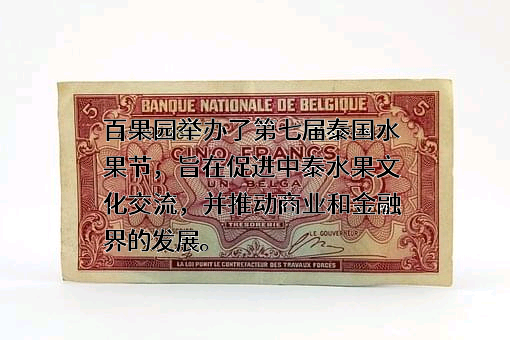 BANQUE NATIONALE DE BELGIQUE
5 5
百果园举办了第七届泰国水
CINQ FRANCS
果节，旨在促进中泰水果文
UN BELGA
化交流，并推动商业和金融
TRESORERIE
LE GOUVERNEUR
界的发展。
LA LOI PUNIT LE CONTREFACTEUR DES TRAVAUX FORCÉS